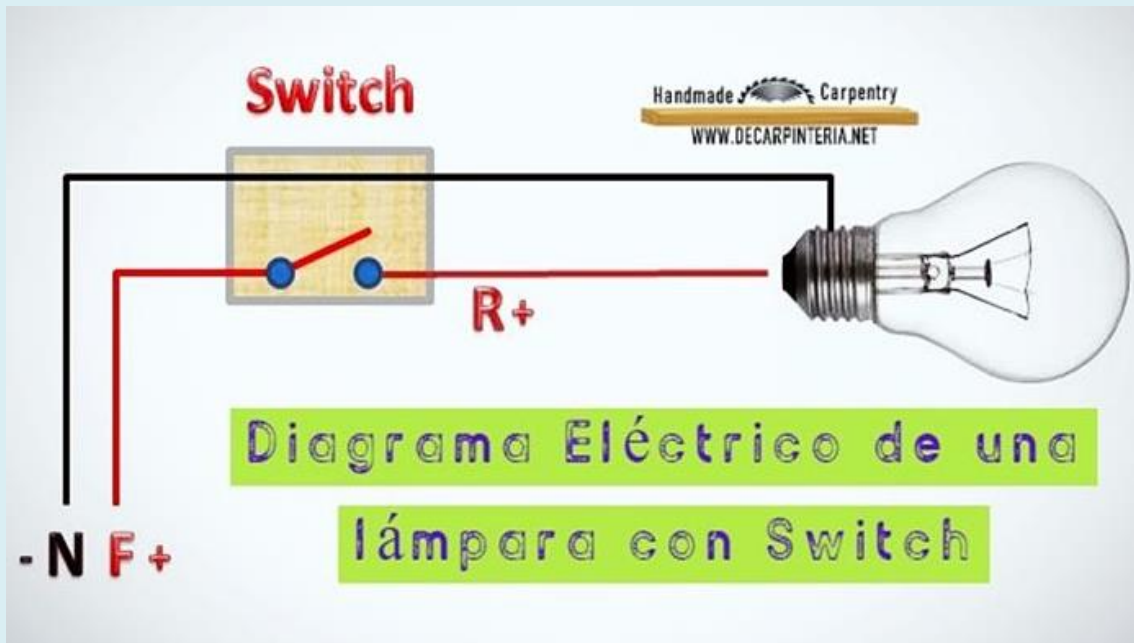 Switch
Handmade Carpentry
WWW.DECARPINTERIA.NET
R+
Diagrama Eléctrico de una
lámpara con Switch
-N F+